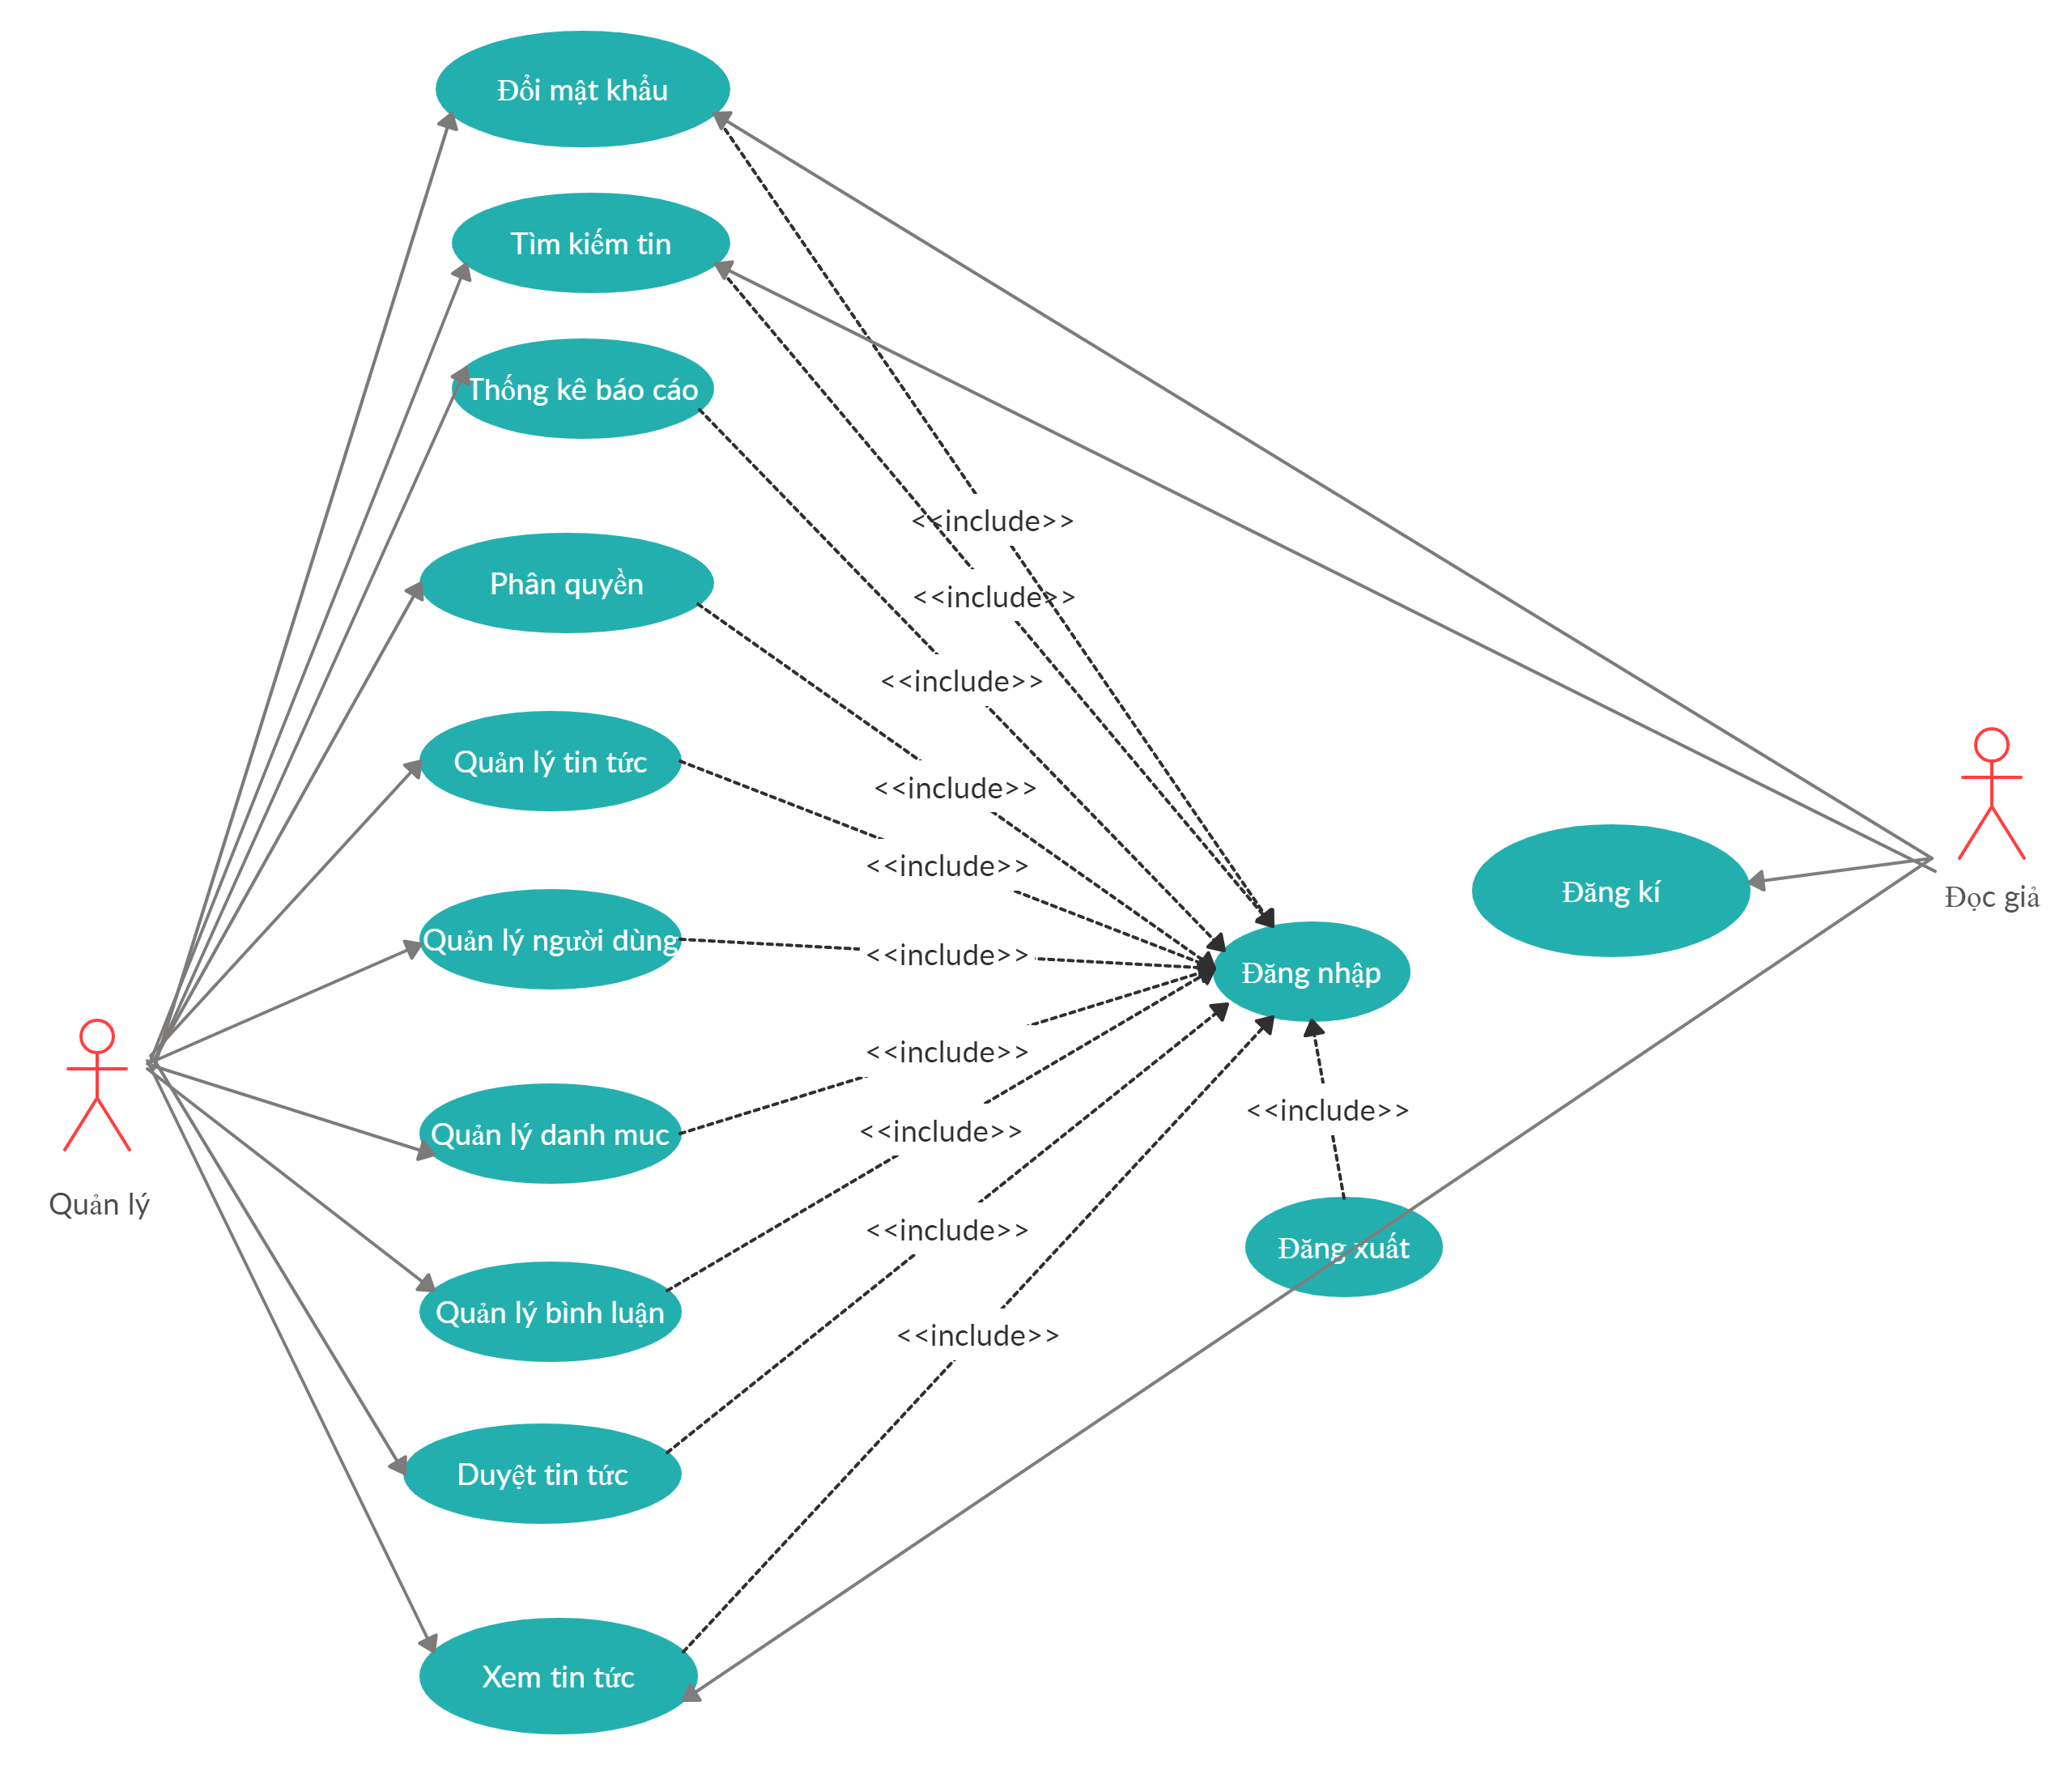 Đổi mật khẩu
Tìm kiếm tin
Thống kê báo cáo
<<include>>
Phân quyền
<<include>>
<<include>>
Quản lý tin tức
<<include>>
<<include>>
Đăng kí
Đọc giả
Quản lý người dùng
<<include>>
Đăng nhập
<<include>>
<<include>>
Quản lý danh muc
<<include>>
Quản lý
<<include>>
Đăng xuất
Quản lý bình luận
<<include>>
Duyệt tin tức
Xem tin tức